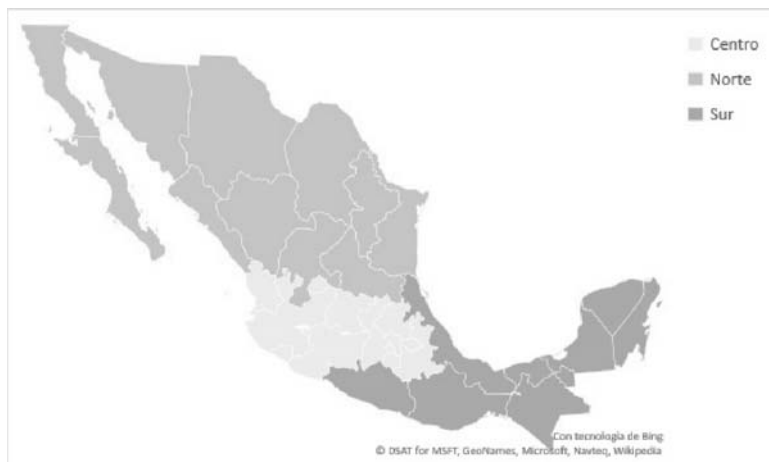 Centro
Norte
Sur
Con tecnología de Bing
© DSAT for MSFT, GeoNames, Microsoft, Navteq, Wikipedia